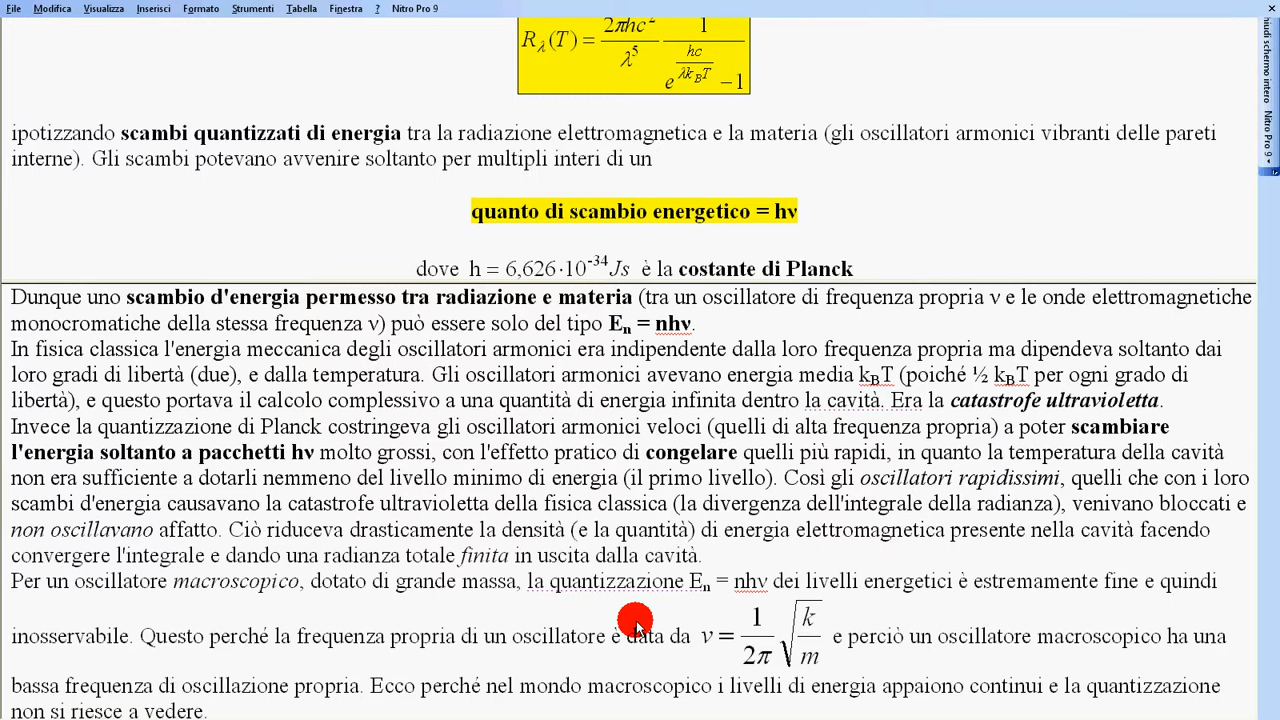 File Modifica Visualizza Inserisci Formato Strumenti Tabella Finestra ? Nitro Pro 9
R_λ(T) = 2πhc² / λ⁵ · 1 / (e^(hc / λk_BT) − 1)
ipotizzando scambi quantizzati di energia tra la radiazione elettromagnetica e la materia (gli oscillatori armonici vibranti delle pareti
interne). Gli scambi potevano avvenire soltanto per multipli interi di un
quanto di scambio energetico = hν
dove h = 6,626·10⁻³⁴Js è la costante di Planck
Dunque uno scambio d'energia permesso tra radiazione e materia (tra un oscillatore di frequenza propria ν e le onde elettromagnetiche
monocromatiche della stessa frequenza ν) può essere solo del tipo Eₙ = nhν.
In fisica classica l'energia meccanica degli oscillatori armonici era indipendente dalla loro frequenza propria ma dipendeva soltanto dai
loro gradi di libertà (due), e dalla temperatura. Gli oscillatori armonici avevano energia media k_BT (poiché ½ k_BT per ogni grado di
libertà), e questo portava il calcolo complessivo a una quantità di energia infinita dentro la cavità. Era la catastrofe ultravioletta.
Invece la quantizzazione di Planck costringeva gli oscillatori armonici veloci (quelli di alta frequenza propria) a poter scambiare
l'energia soltanto a pacchetti hν molto grossi, con l'effetto pratico di congelare quelli più rapidi, in quanto la temperatura della cavità
non era sufficiente a dotarli nemmeno del livello minimo di energia (il primo livello). Così gli oscillatori rapidissimi, quelli che con i loro
scambi d'energia causavano la catastrofe ultravioletta della fisica classica (la divergenza dell'integrale della radianza), venivano bloccati e
non oscillavano affatto. Ciò riduceva drasticamente la densità (e la quantità) di energia elettromagnetica presente nella cavità facendo
convergere l'integrale e dando una radianza totale finita in uscita dalla cavità.
Per un oscillatore macroscopico, dotato di grande massa, la quantizzazione Eₙ = nhν dei livelli energetici è estremamente fine e quindi
inosservabile. Questo perché la frequenza propria di un oscillatore è data da ν = 1/2π √(k/m) e perciò un oscillatore macroscopico ha una
bassa frequenza di oscillazione propria. Ecco perché nel mondo macroscopico i livelli di energia appaiono continui e la quantizzazione
non si riesce a vedere.
hiudi schermo intero Nitro Pro 9